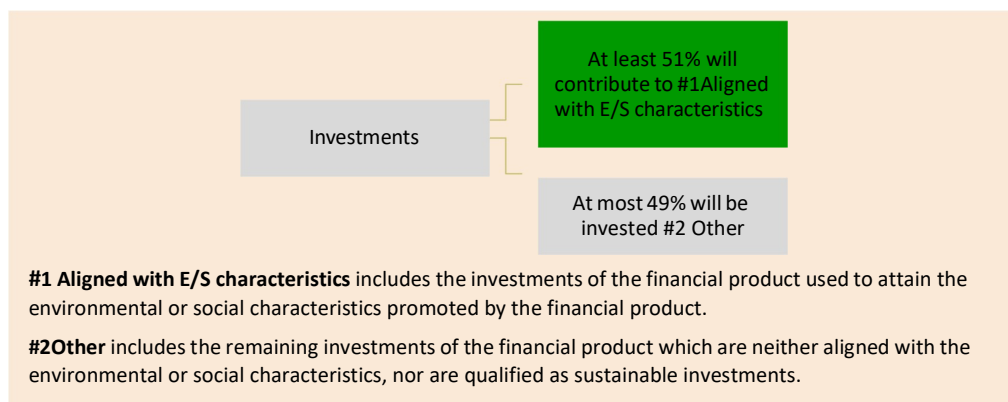 At least 51% will
contribute to #1Aligned
with E/S characteristics
Investments
At most 49% will be
invested #2 Other
#1 Aligned with E/S characteristics includes the investments of the financial product used to attain the
environmental or social characteristics promoted by the financial product.
#2Other includes the remaining investments of the financial product which are neither aligned with the
environmental or social characteristics, nor are qualified as sustainable investments.